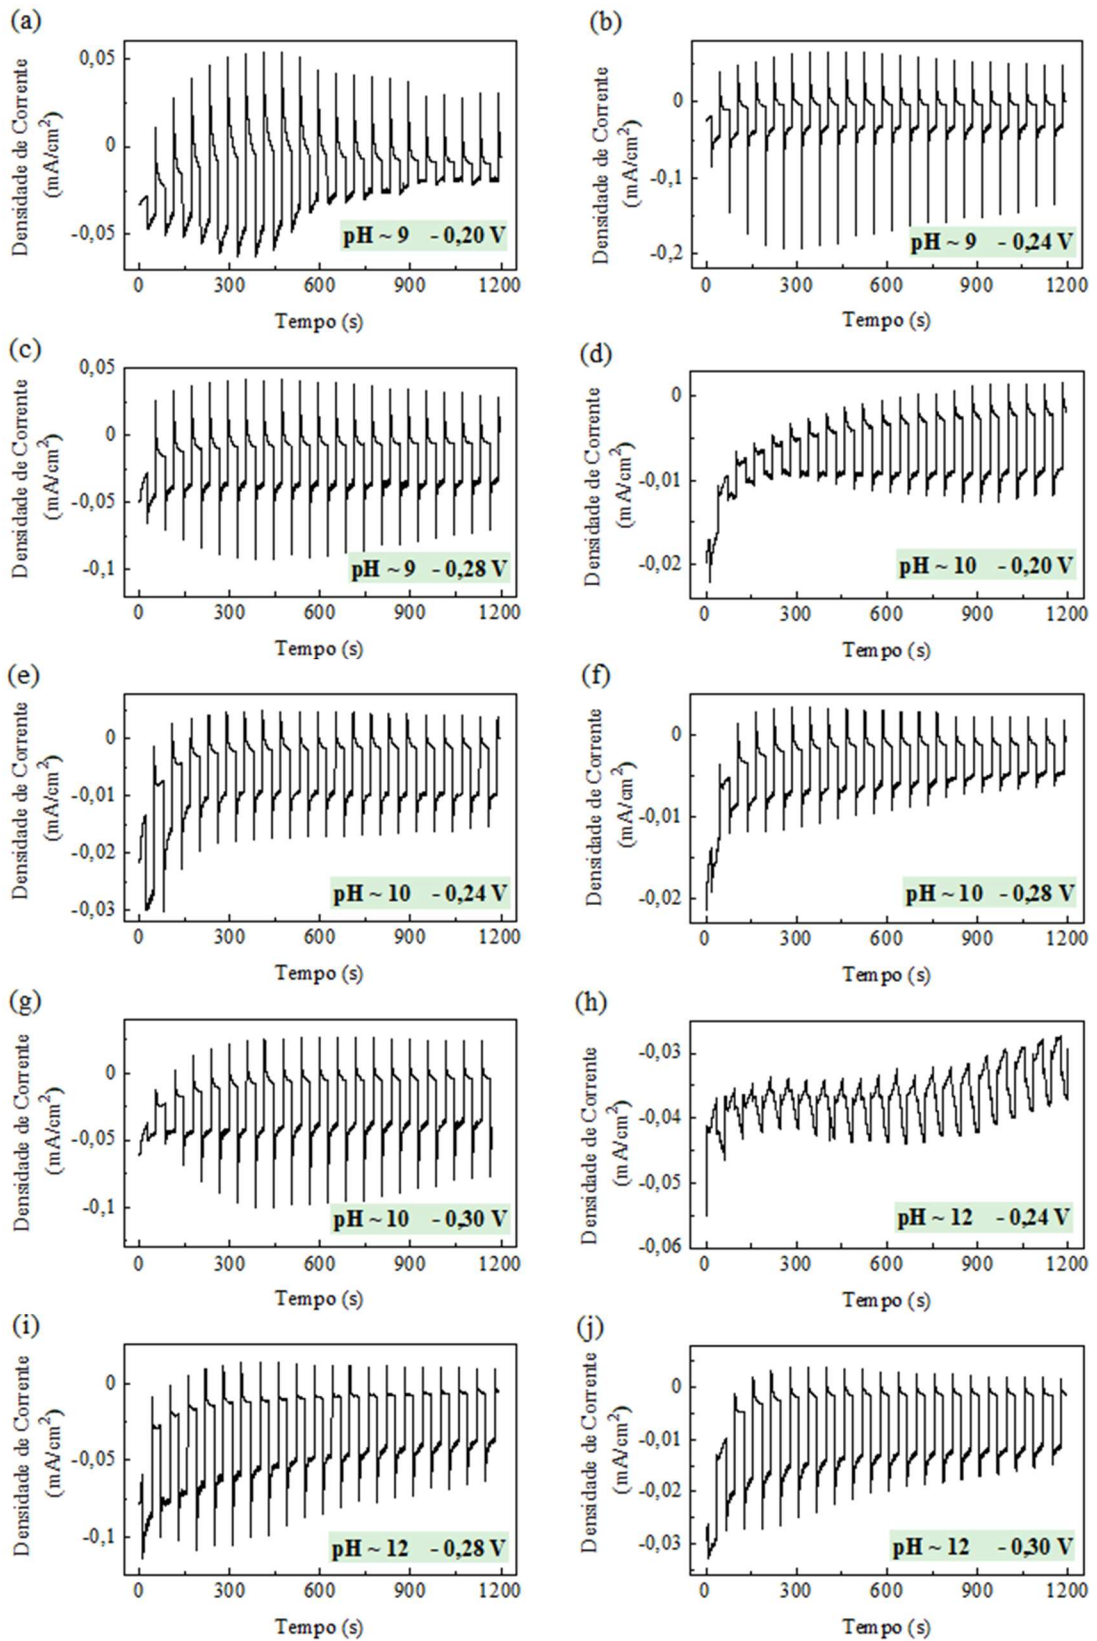 (a)
0,05
0
-0,05
Densidade de Corrente
(mA/cm²)
pH ~ 9 - 0,20 V
0 300 600 900 1200
Tempo (s)
(b)
0
-0,1
-0,2
Densidade de Corrente
(mA/cm²)
pH ~ 9 - 0,24 V
0 300 600 900 1200
Tempo (s)
(c)
0,05
0
-0,05
-0,1
Densidade de Corrente
(mA/cm²)
pH ~ 9 - 0,28 V
0 300 600 900 1200
Tempo (s)
(d)
0
-0,01
-0,02
Densidade de Corrente
(mA/cm²)
pH ~ 10 - 0,20 V
0 300 600 900 1200
Tempo (s)
(e)
0
-0,01
-0,02
-0,03
Densidade de Corrente
(mA/cm²)
pH ~ 10 - 0,24 V
0 300 600 900 1200
Tempo (s)
(f)
0
-0,01
-0,02
Densidade de Corrente
(mA/cm²)
pH ~ 10 - 0,28 V
0 300 600 900 1200
Tempo (s)
(g)
0
-0,05
-0,1
Densidade de Corrente
(mA/cm²)
pH ~ 10 - 0,30 V
0 300 600 900 1200
Tempo (s)
(h)
-0,03
-0,04
-0,05
-0,06
Densidade de Corrente
(mA/cm²)
pH ~ 12 - 0,24 V
0 300 600 900 1200
Tempo (s)
(i)
0
-0,05
-0,1
Densidade de Corrente
(mA/cm²)
pH ~ 12 - 0,28 V
0 300 600 900 1200
Tempo (s)
(j)
0
-0,01
-0,02
-0,03
Densidade de Corrente
(mA/cm²)
pH ~ 12 - 0,30 V
0 300 600 900 1200
Tempo (s)